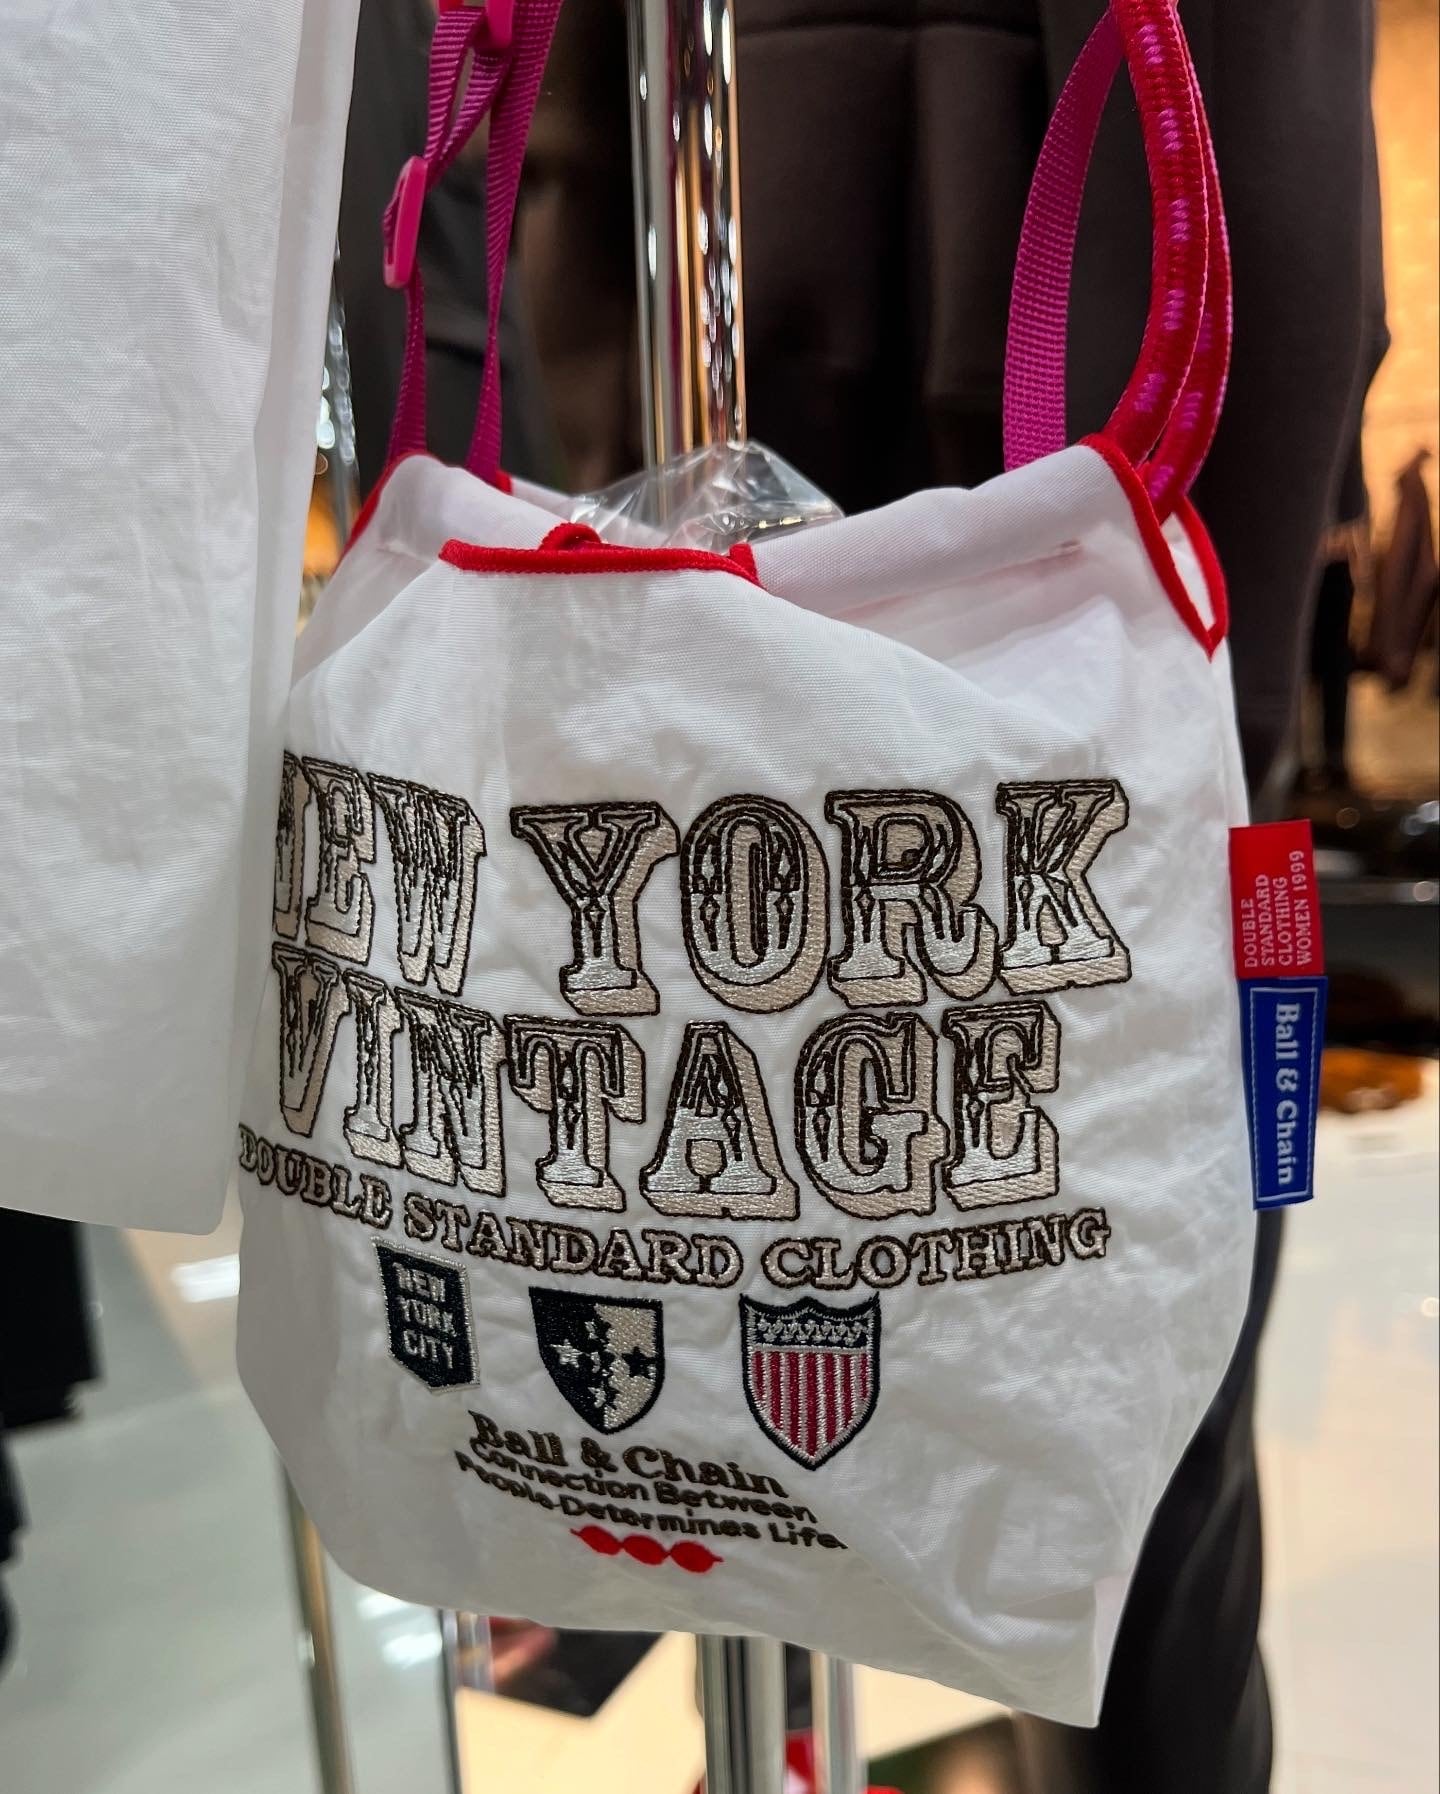 NEW YORK
VINTAGE
DOUBLE STANDARD CLOTHING
NEW
YORK
CITY
Ball & Chain
Connection Between
People Determines Life.
DOUBLE
STANDARD
CLOTHING
WOMEN 1999
Ball & Chain